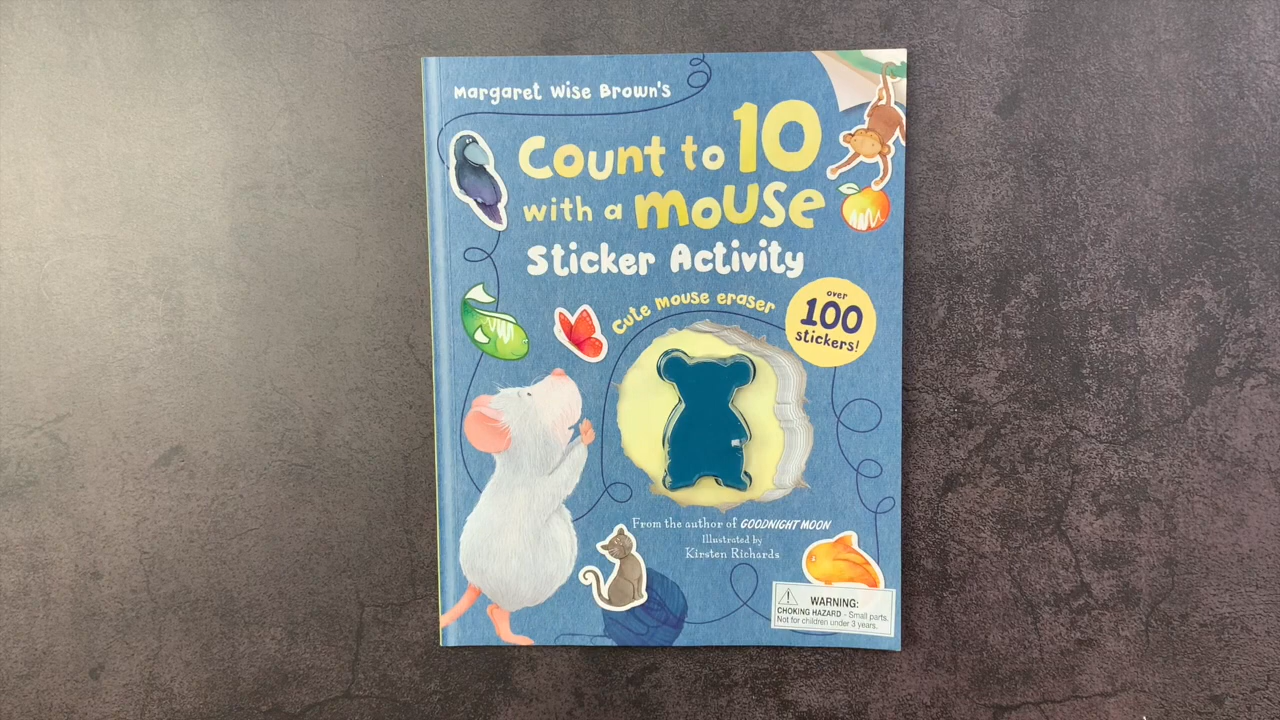 Margaret Wise Brown's
Count to 10
with a mouse
Sticker Activity
Cute mouse eraser
over
100
stickers!
From the author of GOODNIGHT MOON
Illustrated by
Kirsten Richards
WARNING:
CHOKING HAZARD - Small parts.
Not for children under 3 years.